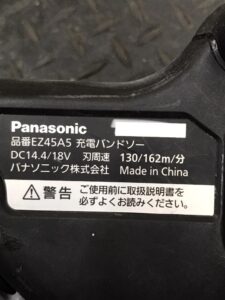 Panasonic
品番EZ45A5 充電バンドソー
DC14.4/18V 刃周速 130/162m/分
パナソニック株式会社 Made in China
警告 ご使用前に取扱説明書を
必ずよくお読みください。